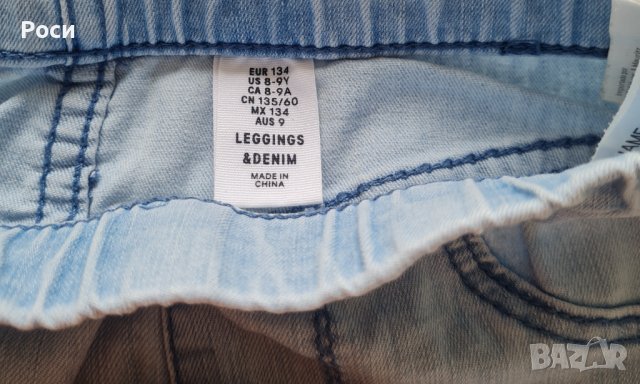 Роси
EUR 134
US 8-9Y
CA 8-9A
CN 135/60
MX 134
AUS 9
LEGGINGS
&DENIM
MADE IN
CHINA
BAZAR